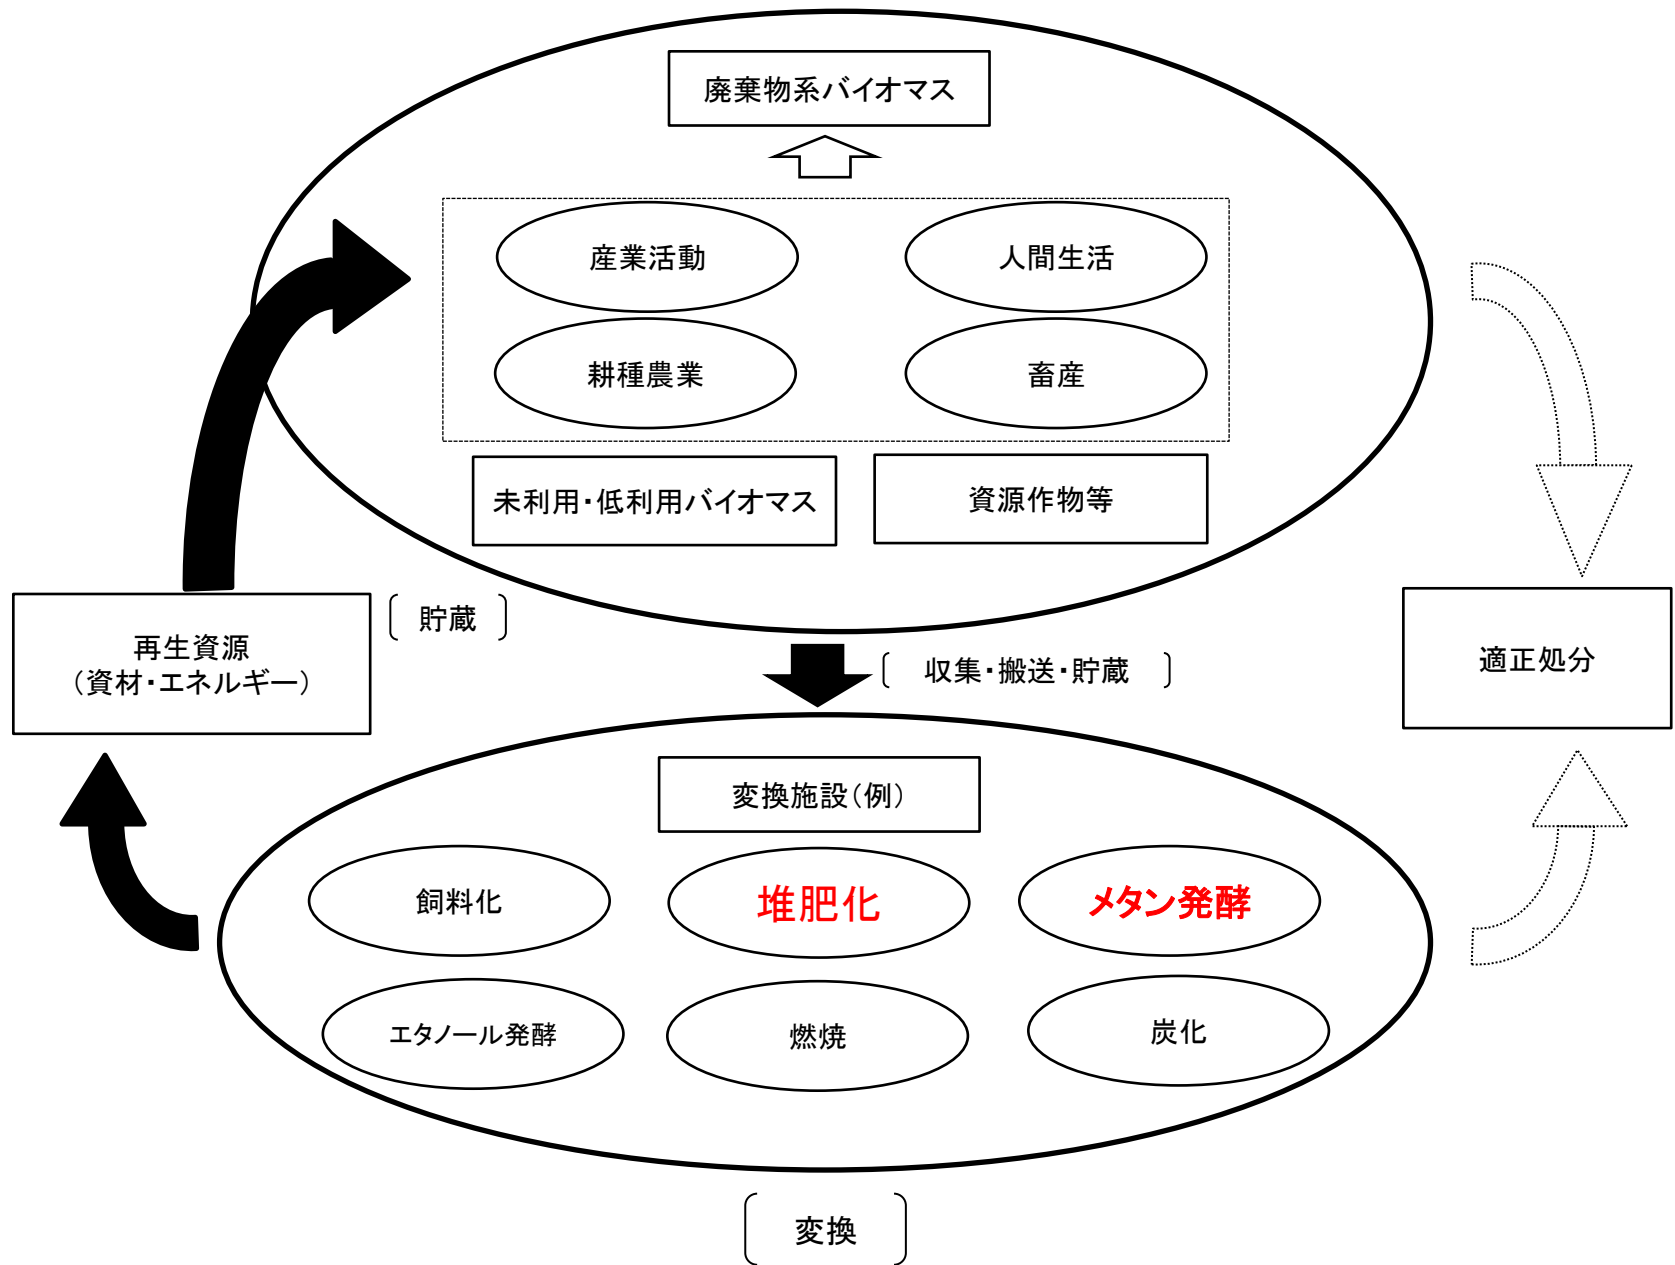 廃棄物系バイオマス
産業活動
人間生活
耕種農業
畜産
未利用・低利用バイオマス
資源作物等
再生資源
（資材・エネルギー）
〔 貯蔵 〕
〔 収集・搬送・貯蔵 〕
適正処分
変換施設（例）
飼料化
堆肥化
メタン発酵
エタノール発酵
燃焼
炭化
〔 変換 〕